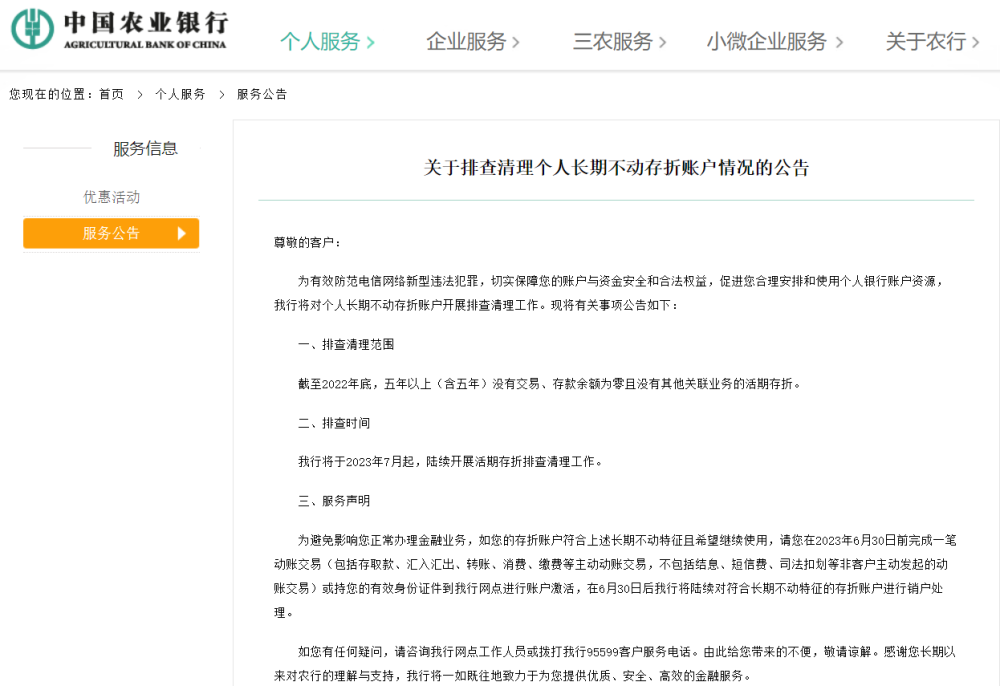 中国农业银行
AGRICULTURAL BANK OF CHINA
个人服务 > 企业服务 > 三农服务 > 小微企业服务 > 关于农行 >
您现在的位置：首页 > 个人服务 > 服务公告
服务信息
优惠活动
服务公告
关于排查清理个人长期不动存折账户情况的公告
尊敬的客户：
为有效防范电信网络新型违法犯罪，切实保障您的账户与资金安全和合法权益，促进您合理安排和使用个人银行账户资源，
我行将对个人长期不动存折账户开展排查清理工作。现将有关事项公告如下：
一、排查清理范围
截至2022年底，五年以上（含五年）没有交易、存款余额为零且没有其他关联业务的活期存折。
二、排查时间
我行将于2023年7月起，陆续开展活期存折排查清理工作。
三、服务声明
为避免影响您正常办理金融业务，如您的存折账户符合上述长期不动特征且希望继续使用，请您在2023年6月30日前完成一笔
动账交易（包括存取款、汇入汇出、转账、消费、缴费等主动动账交易，不包括结息、短信费、司法扣划等非客户主动发起的动
账交易）或持您的有效身份证件到我行网点进行账户激活，在6月30日后我行将陆续对符合长期不动特征的存折账户进行销户处
理。
如您有任何疑问，请咨询我行网点工作人员或拨打我行95599客户服务电话。由此给您带来的不便，敬请谅解。感谢您长期以
来对农行的理解与支持，我行将一如既往地致力于为您提供优质、安全、高效的金融服务。